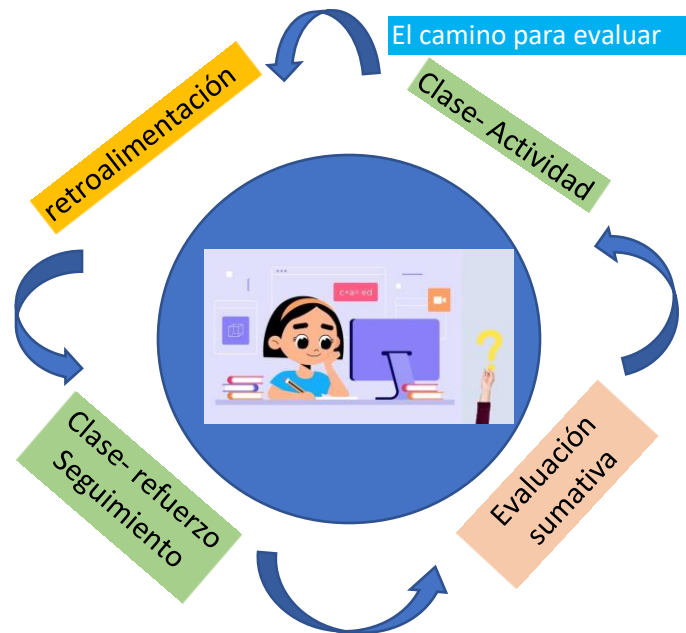 El camino para evaluar
Clase- Actividad
retroalimentación
Clase- refuerzo
Seguimiento
Evaluación
sumativa